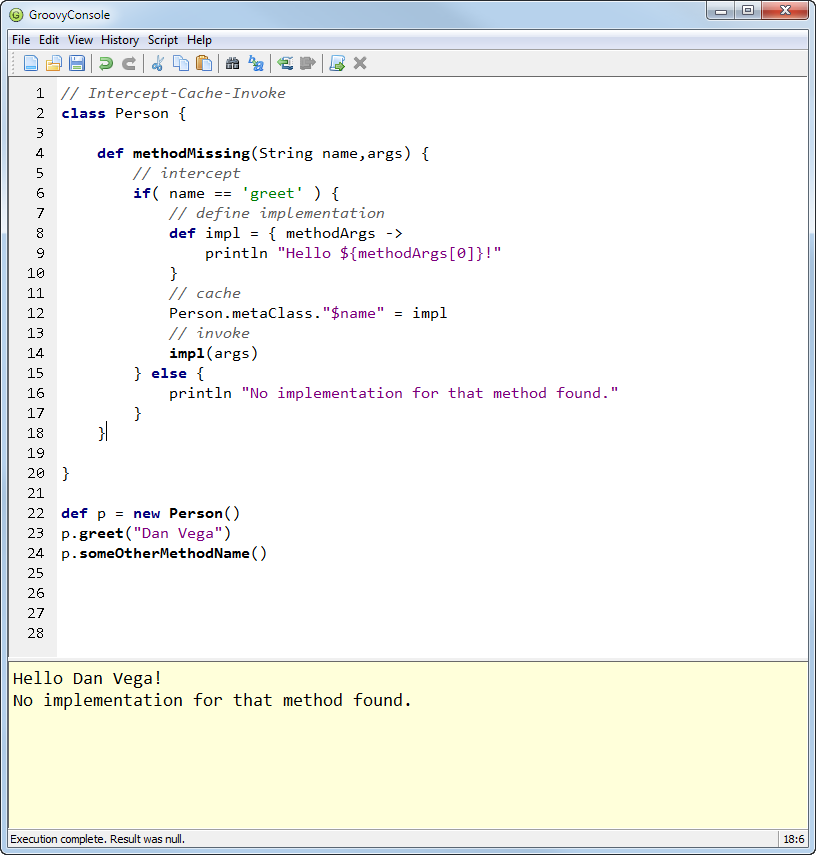 GroovyConsole
File Edit View History Script Help
1 // Intercept-Cache-Invoke
2 class Person {
3
4     def methodMissing(String name,args) {
5         // intercept
6         if( name == 'greet' ) {
7             // define implementation
8             def impl = { methodArgs ->
9                 println "Hello ${methodArgs[0]}!"
10             }
11             // cache
12             Person.metaClass."$name" = impl
13             // invoke
14             impl(args)
15         } else {
16             println "No implementation for that method found."
17         }
18     }
19
20 }
21
22 def p = new Person()
23 p.greet("Dan Vega")
24 p.someOtherMethodName()
25
26
27
28
Hello Dan Vega!
No implementation for that method found.
Execution complete. Result was null. 18:6